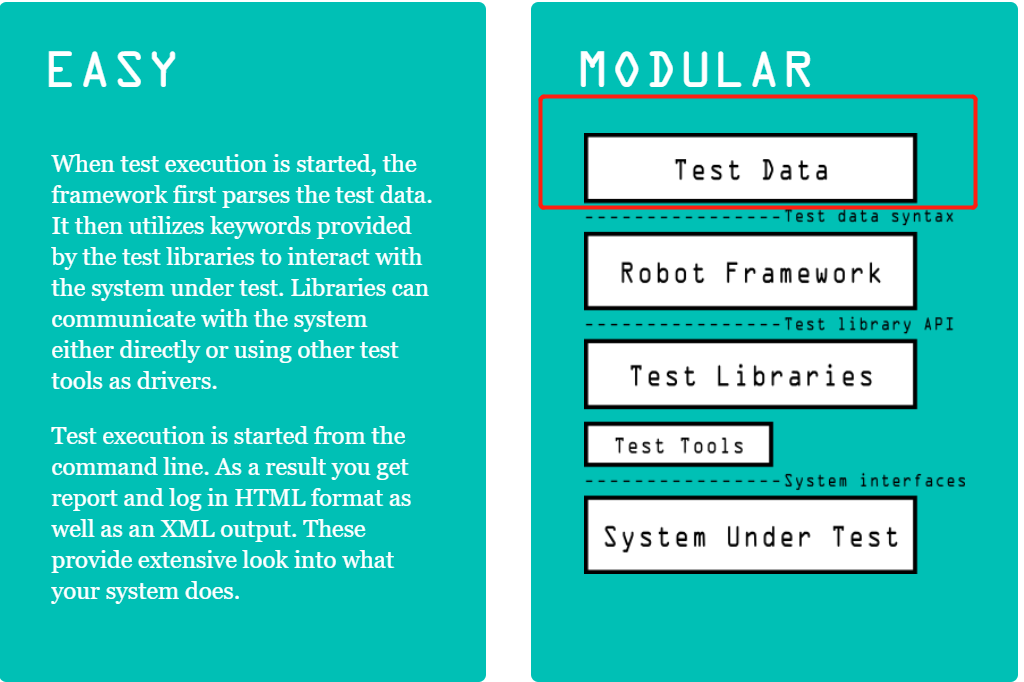 EASY
When test execution is started, the
framework first parses the test data.
It then utilizes keywords provided
by the test libraries to interact with
the system under test. Libraries can
communicate with the system
either directly or using other test
tools as drivers.
Test execution is started from the
command line. As a result you get
report and log in HTML format as
well as an XML output. These
provide extensive look into what
your system does.
MODULAR
Test Data
Test data syntax
Robot Framework
Test library API
Test Libraries
Test Tools
System interfaces
System Under Test